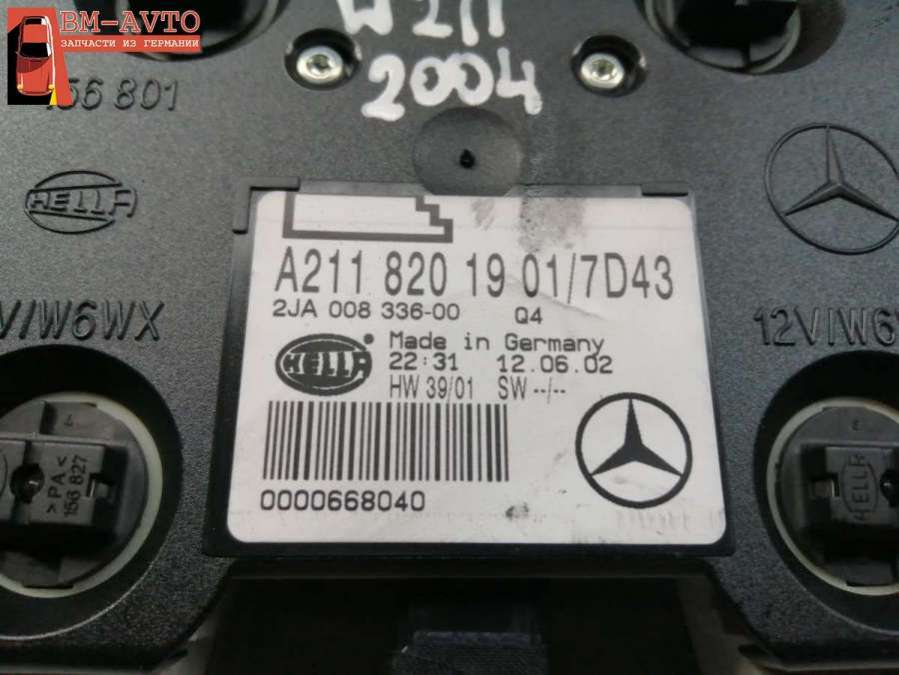 BM-AVTO
ЗАПЧАСТИ ИЗ ГЕРМАНИИ
W211
2004
156 801
HELLA
A211 820 19 01/7D43
2JA 008 336-00 Q4
HELLA
Made in Germany
22:31 12.06.02
HW 39/01 SW --/--
0000668040
V/W6WX
12V/W6
4
>PA<
156 827
HELLA